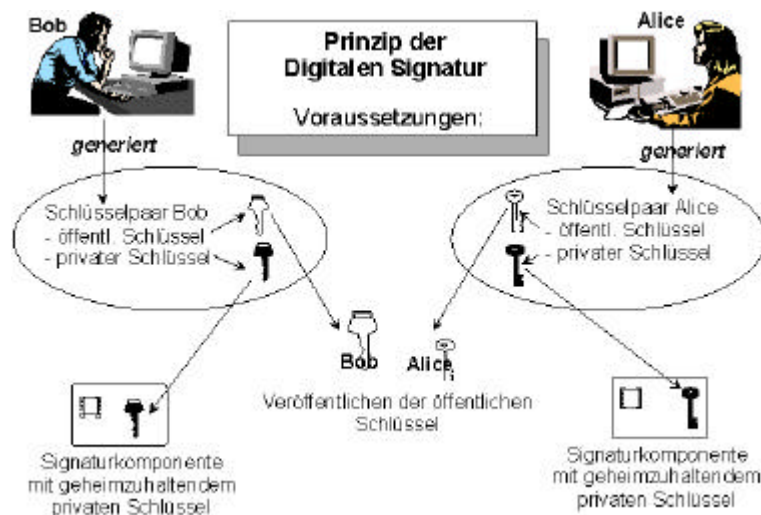 Bob
Prinzip der
Digitalen Signatur
Voraussetzungen:
Alice
generiert
generiert
Schlüsselpaar Bob
- öffentl. Schlüssel
- privater Schlüssel
Schlüsselpaar Alice
- öffentl. Schlüssel
- privater Schlüssel
Bob
Alice
Veröffentlichen der öffentlichen
Schlüssel
Signaturkomponente
mit geheimzuhaltendem
privaten Schlüssel
Signaturkomponente
mit geheimzuhaltendem
privaten Schlüssel